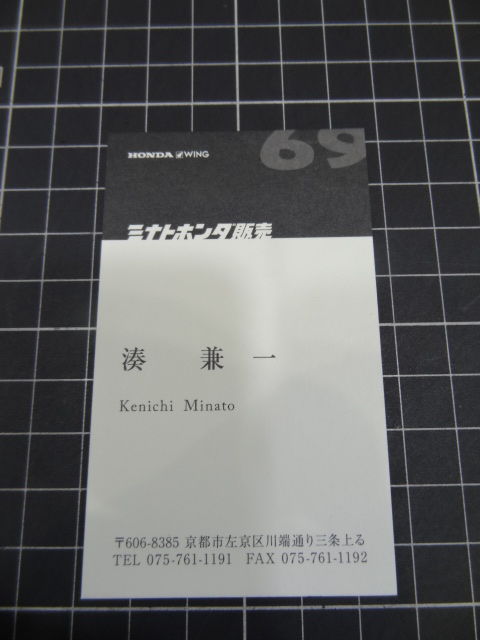 HONDA WING
69
ミナトホンダ販売
湊 兼一
Kenichi Minato
〒606-8385 京都市左京区川端通り三条上る
TEL 075-761-1191 FAX 075-761-1192